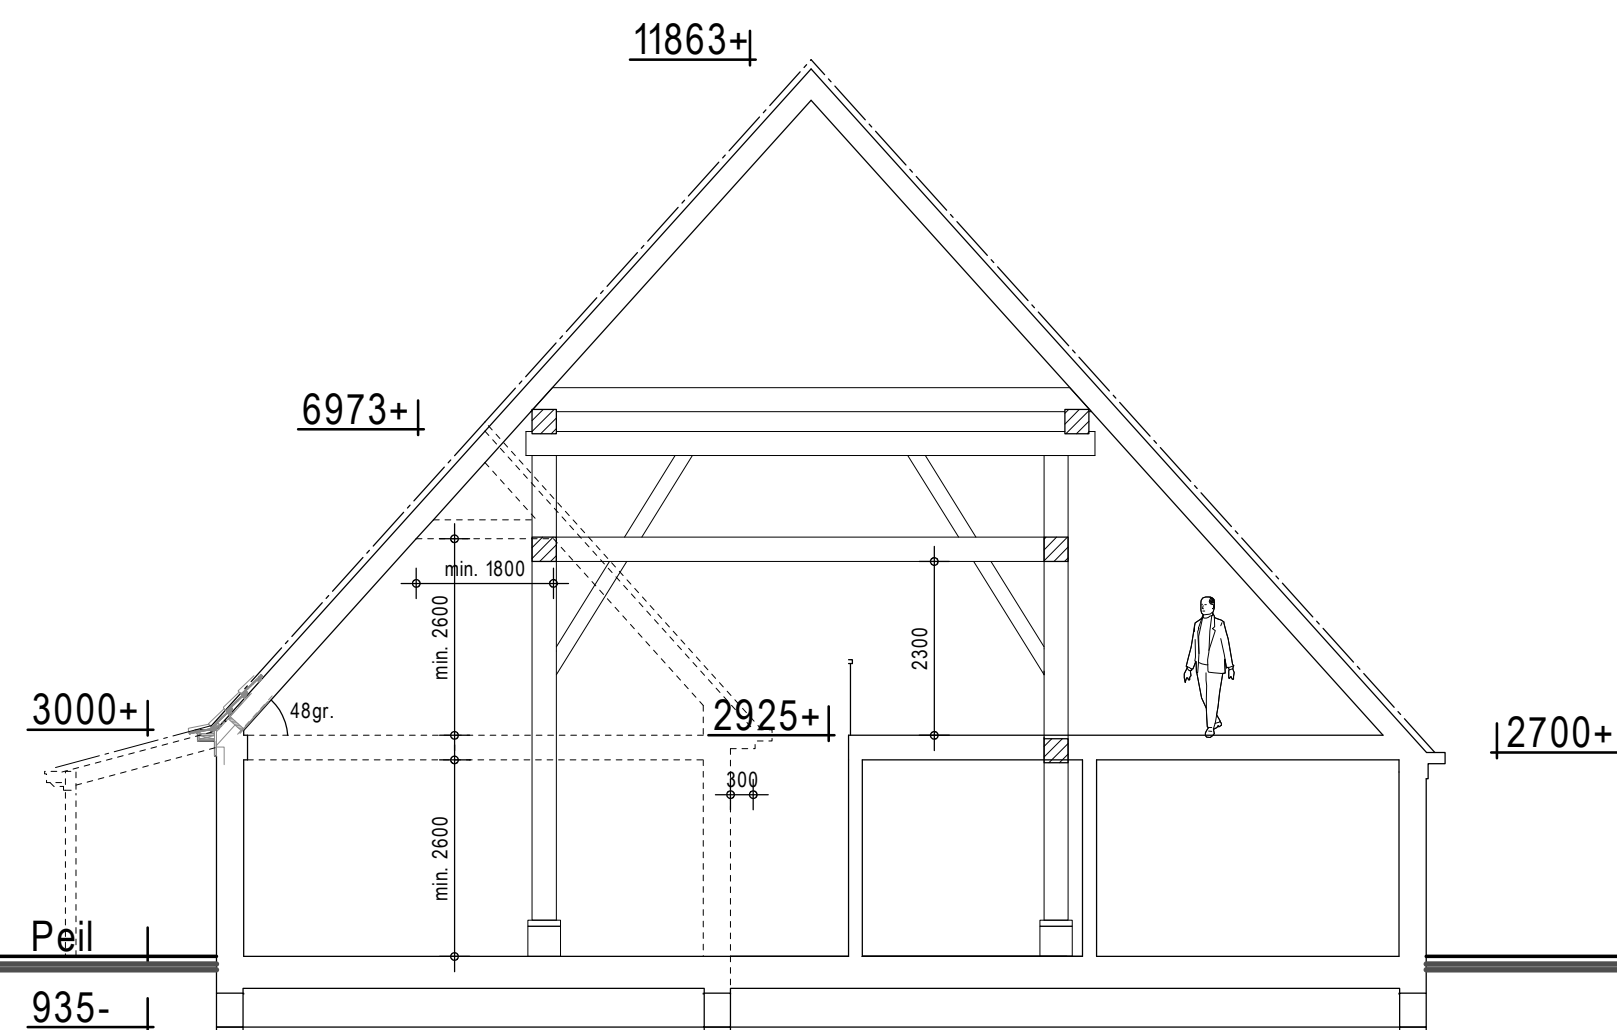 11863+
6973+
min. 1800
min. 2600
2300
3000+
48gr.
2925+
2700+
300
min. 2600
Peil
935-